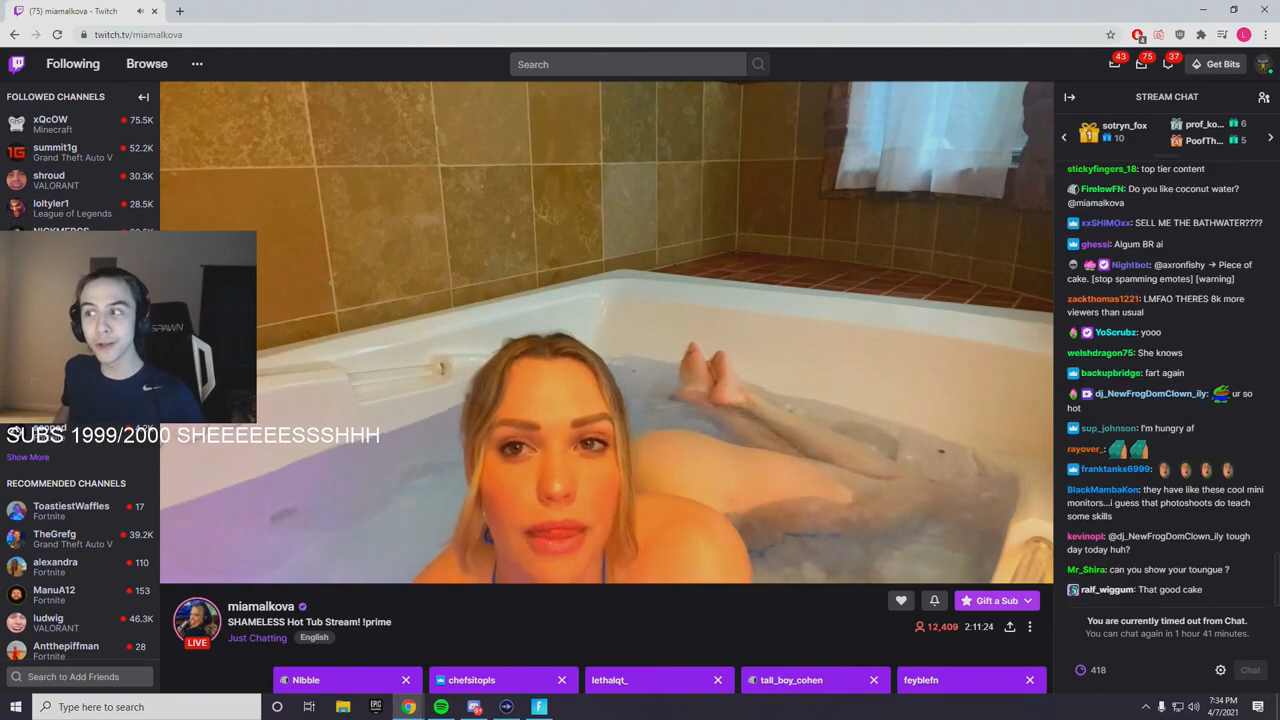 (75) miamalkova - Twitch
twitch.tv/miamalkova
4
L
Following
Browse
Search
43
75
37
Get Bits
FOLLOWED CHANNELS
xQcOW
75.5K
Minecraft
summit1g
52.2K
Grand Theft Auto V
shroud
30.3K
VALORANT
loltyler1
28.5K
League of Legends
SPAWN
SUBS 1999/2000 SHEEEEEESSSHHH
Show More
RECOMMENDED CHANNELS
ToastiestWaffles
17
Fortnite
TheGrefg
39.2K
Grand Theft Auto V
alexandra
110
Fortnite
ManuA12
153
Fortnite
ludwig
46.3K
VALORANT
Antthepiffman
28
Fortnite
Search to Add Friends
miamalkova
SHAMELESS Hot Tub Stream! !prime
Just Chatting
English
LIVE
Gift a Sub
12,409
2:11:24
NIbble
chefsitopls
lethalqt_
tall_boy_cohen
feyblefn
STREAM CHAT
1
sotryn_fox
10
prof_ko...
6
PoofTh...
5
stickyfingers_18: top tier content
FirelowFN: Do you like coconut water?
@miamalkova
xxSHIMOxx: SELL ME THE BATHWATER????
ghessi: Algum BR ai
Nightbot: @axronfishy -> Piece of
cake. [stop spamming emotes] [warning]
zackthomas1221: LMFAO THERES 8k more
viewers than usual
YoScrubz: yooo
welshdragon75: She knows
backupbridge: fart again
dj_NewFrogDomClown_ily: ur so
hot
sup_johnson: I'm hungry af
rayover_:
franktanks6999:
BlackMambaKon: they have like these cool mini
monitors...i guess that photoshoots do teach
some skills
kevinopl: @dj_NewFrogDomClown_ily tough
day today huh?
Mr_Shira: can you show your toungue ?
ralf_wiggum: That good cake
You are currently timed out from Chat.
You can chat again in 1 hour 41 minutes.
418
Chat
Type here to search
EPIC
7:34 PM
4/7/2021